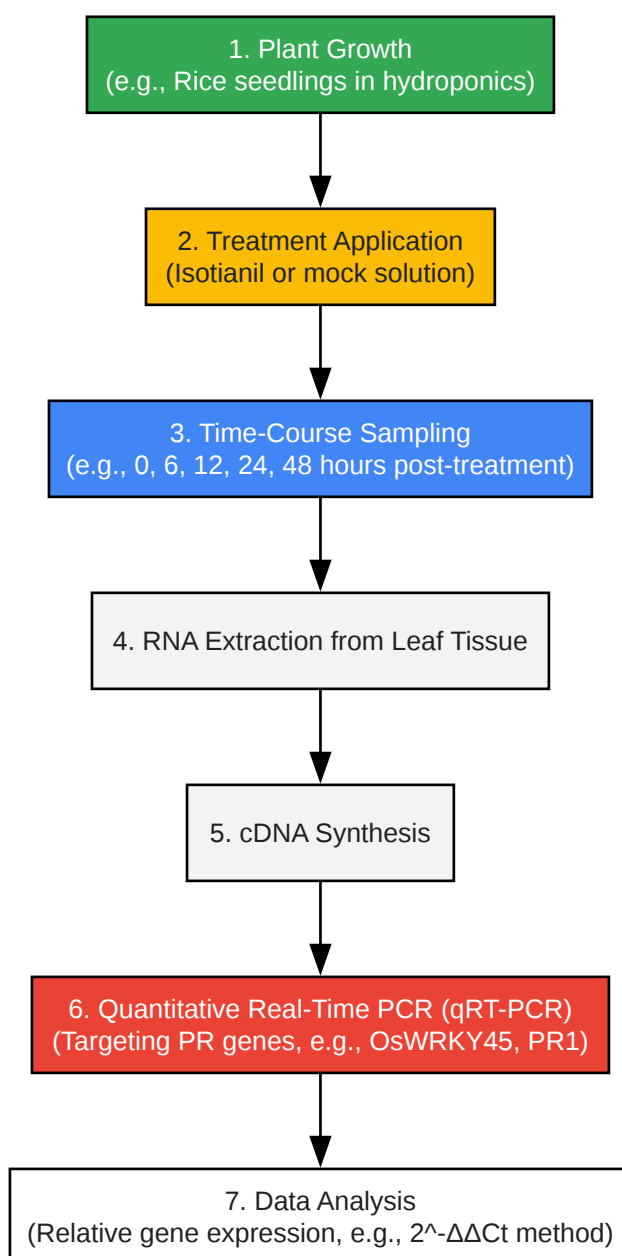 1. Plant Growth
(e.g., Rice seedlings in hydroponics)
2. Treatment Application
(Isotianil or mock solution)
3. Time-Course Sampling
(e.g., 0, 6, 12, 24, 48 hours post-treatment)
4. RNA Extraction from Leaf Tissue
5. cDNA Synthesis
6. Quantitative Real-Time PCR (qRT-PCR)
(Targeting PR genes, e.g., OsWRKY45, PR1)
7. Data Analysis
(Relative gene expression, e.g., 2^-ΔΔCt method)